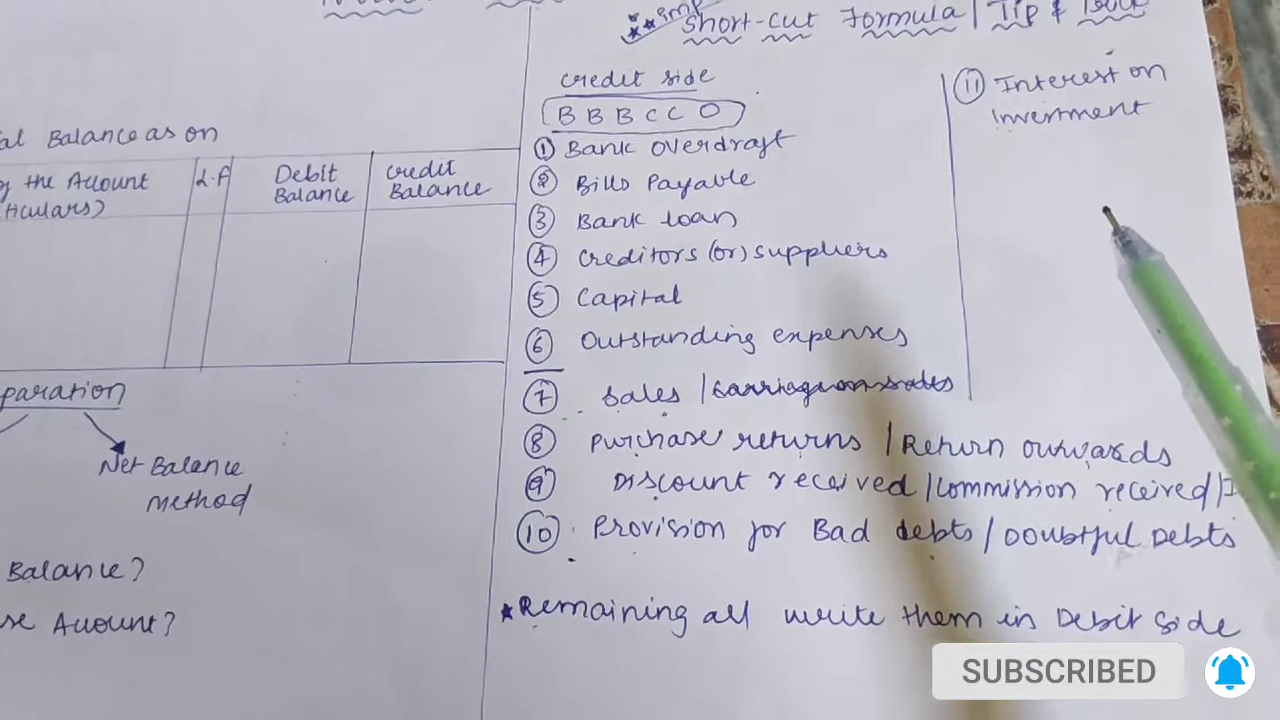 Imp Short-cut Formula | Tip &
al Balance as on
the Account
L.F
Debit
Balance
Credit
Balance
Credit side
B B B C C O
① Bank overdraft
② Bills Payable
③ Bank loan
④ Creditors (or) suppliers
⑤ Capital
⑥ Outstanding expenses
⑦ Sales /
⑧ Purchase returns / Return outwards
⑨ Discount received / Commission received /
⑩ Provision for Bad debts / Doubtful Debts
⑪ Interest on
Investment
paration
Net Balance
method
Balance?
Account?
★ Remaining all write them in Debit side
SUBSCRIBED